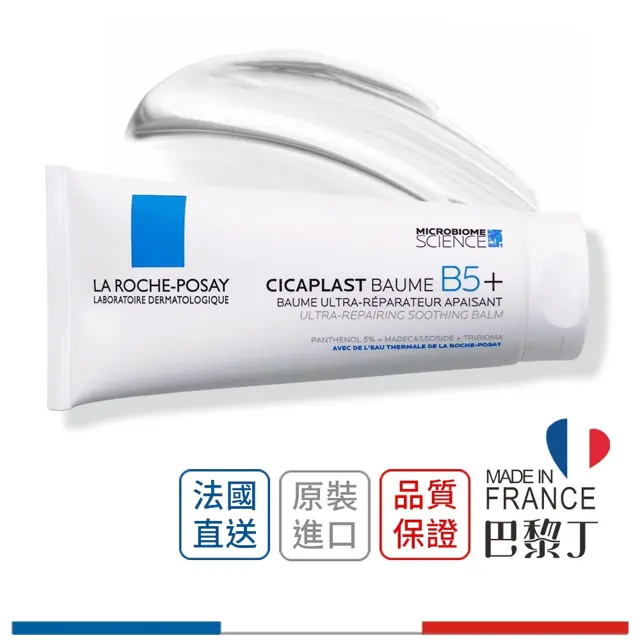 MICROBIOME
SCIENCE
LA ROCHE-POSAY
LABORATOIRE DERMATOLOGIQUE
CICAPLAST BAUME B5+
BAUME ULTRA-RÉPARATEUR APAISANT
ULTRA-REPAIRING SOOTHING BALM
PANTHENOL 5% + MADECASSOSIDE + TRIBIOMA
AVEC DE L'EAU THERMALE DE LA ROCHE-POSAY
法國
直送
原裝
進口
品質
保證
MADE IN
FRANCE
巴黎丁